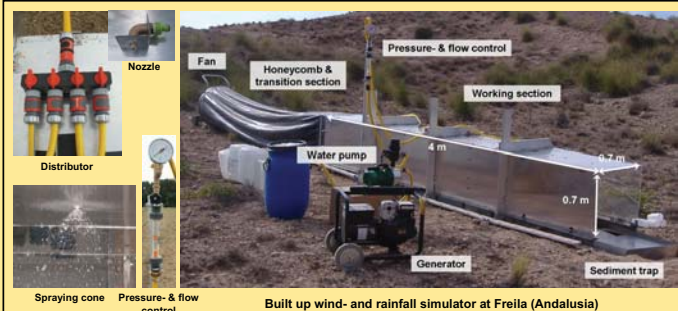 Nozzle
Distributor
Spraying cone
Pressure- & flow
control
Fan
Honeycomb &
transition section
Pressure- & flow control
Working section
Water pump
4 m
0.7 m
0.7 m
Generator
Sediment trap
Built up wind- and rainfall simulator at Freila (Andalusia)